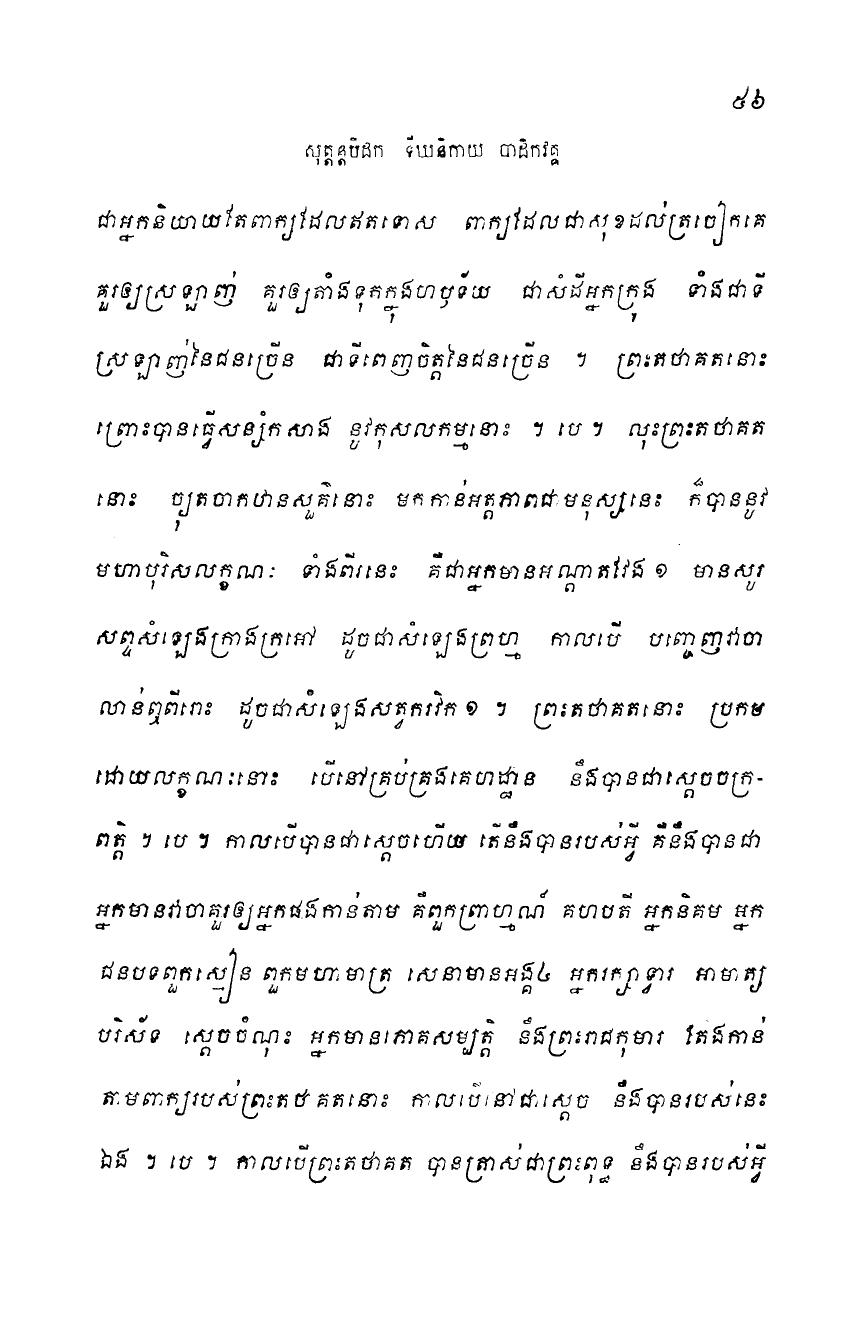 ៥៦
សុត្តន្តបិដក ទីឃនិកាយ បាដិកវគ្គ
ជាអ្នកនិយាយតែពាក្យដែលឥតទោស ពាក្យដែលជាសុខដល់ត្រចៀកគេ
គួរឲ្យស្រឡាញ់ គួរឲ្យតាំងទុកក្នុងហឫទ័យ ជាសំដីអ្នកក្រុង ទាំងជាទី
ស្រឡាញ់នៃជនច្រើន ជាទីពេញចិត្តនៃជនច្រើន ។ ព្រះតថាគតនោះ
ព្រោះបានធ្វើសន្សំកសាង នូវកុសលកម្មនោះ ។ បេ ។ លុះព្រះតថាគត
នោះ ច្យុតចាកឋានសួគ៌នោះ មកកាន់អត្តភាពជាមនុស្សនេះ ក៏បាននូវ
មហាបុរិសលក្ខណៈ ទាំងពីរនេះ គឺជាអ្នកមានអណ្តាតវែង ១ មានសូរ
សព្ទសំឡេងក្រាងក្រអៅ ដូចជាសំឡេងព្រហ្ម កាលបើ បញ្ចេញវាចា
លាន់ឮពីរោះ ដូចជាសំឡេងសត្វករវិក ១ ។ ព្រះតថាគតនោះ ប្រកម
ដោយលក្ខណៈនោះ បើនៅគ្រប់គ្រងគេហដ្ឋាន នឹងបានជាស្តេចចក្រ-
ពត្តិ ។ បេ ។ កាលបើបានជាស្តេចហើយ តើនឹងបានរបស់អ្វី គឺនឹងបានជា
អ្នកមានវាចាគួរឲ្យអ្នកផងកាន់តាម គឺពួកព្រាហ្មណ៍ គហបតី អ្នកនិគម អ្នក
ជនបទពួកស្មៀន ពួកមហាមាត្រ សេនាមានអង្គ៤ អ្នករក្សាទ្វារ អាមាត្យ
បរិស័ទ ស្តេចចំណុះ អ្នកមានភោគសម្បត្តិ នឹងព្រះរាជកុមារ តែងកាន់
តាមពាក្យរបស់ព្រះតថាគតនោះ កាលបើនៅជាស្តេច នឹងបានរបស់នេះ
ឯង ។ បេ ។ កាលបើព្រះតថាគត បានត្រាស់ជាព្រះពុទ្ធ នឹងបានរបស់អ្វី